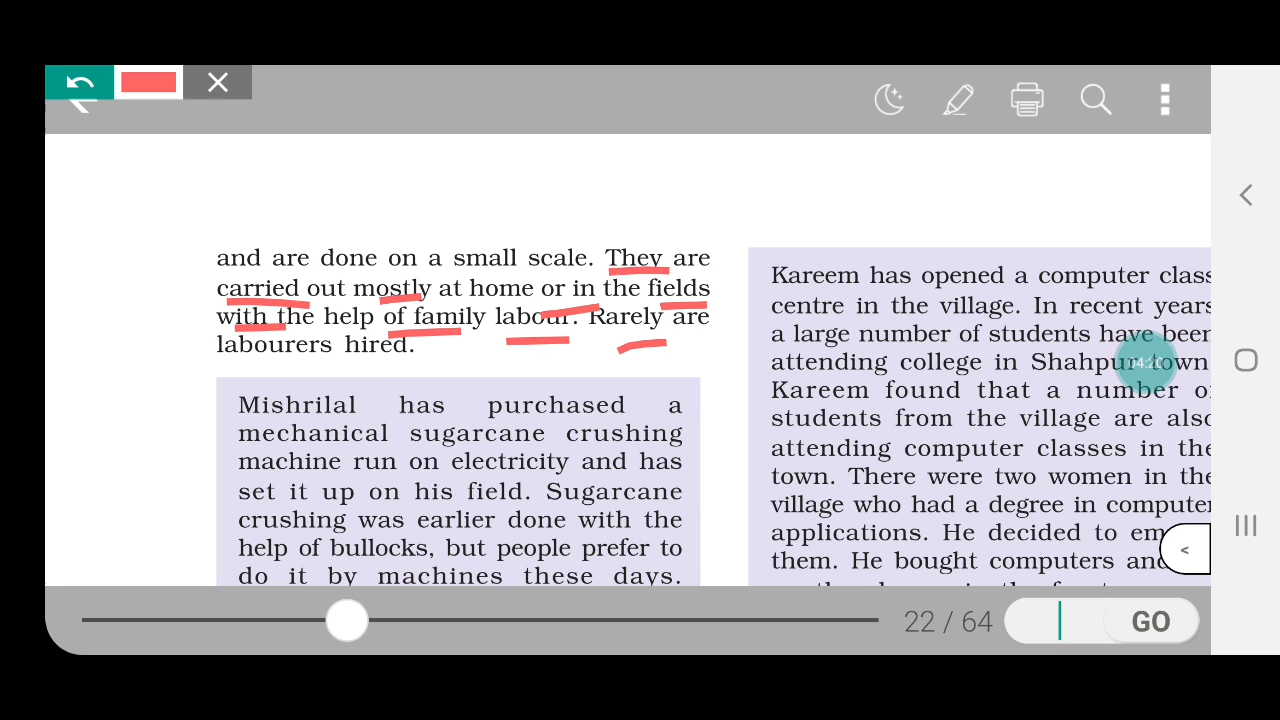 and are done on a small scale. They are
carried out mostly at home or in the fields
with the help of family labour. Rarely are
labourers hired.
Mishrilal has purchased a
mechanical sugarcane crushing
machine run on electricity and has
set it up on his field. Sugarcane
crushing was earlier done with the
help of bullocks, but people prefer to
do it by machines these days.
Kareem has opened a computer class
centre in the village. In recent years
a large number of students have been
attending college in Shahpur town
Kareem found that a number of
students from the village are also
attending computer classes in the
town. There were two women in the
village who had a degree in computer
applications. He decided to em
them. He bought computers and
04:20
<
22 / 64
GO